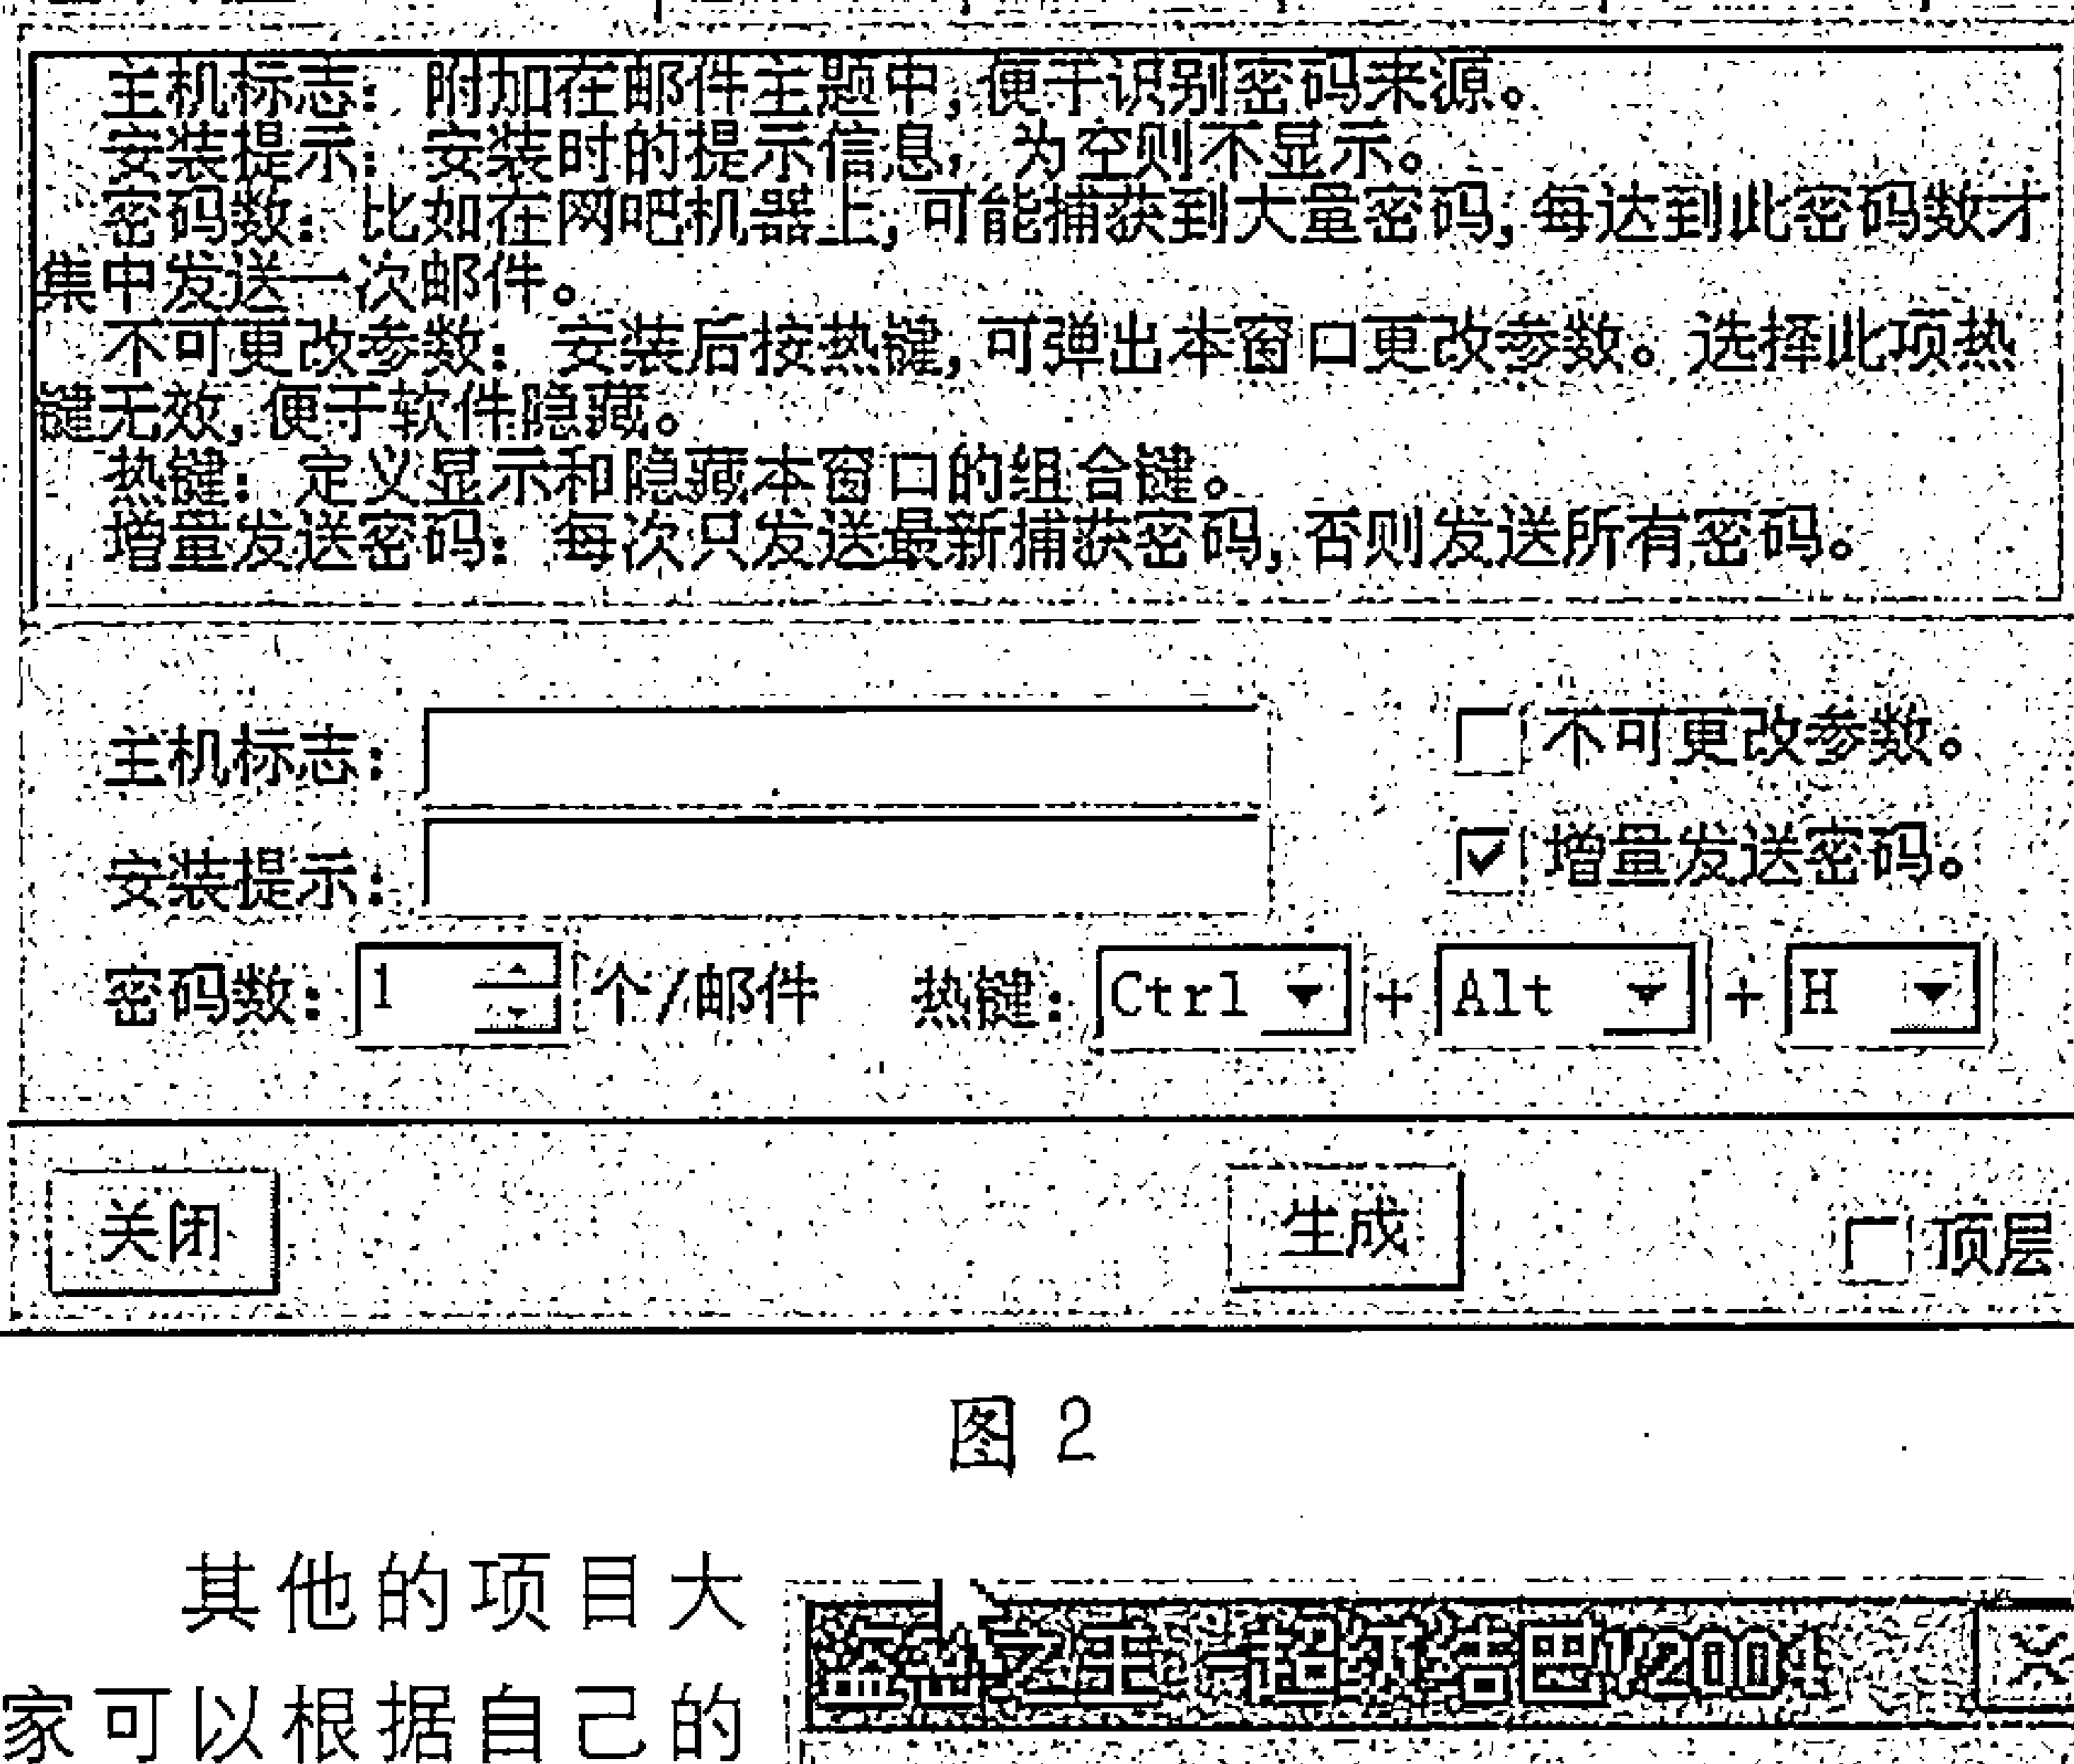 主机标志：附加在邮件主题中,便于识别密码来源。
安装提示：安装时的提示信息，为空则不显示。
密码数：比如在网吧机器上,可能捕获到大量密码,每达到此密码数才
集中发送一次邮件。
不可更改参数：安装后按热键,可弹出本窗口更改参数。选择此项热
键无效,便于软件隐藏。
热键：定义显示和隐藏本窗口的组合键。
增量发送密码：每次只发送最新捕获密码,否则发送所有密码。
主机标志： 不可更改参数。
安装提示： 增量发送密码。
密码数：1 个/邮件 热键：Ctrl + Alt + H
关闭 生成 顶层
图 2
其他的项目大
家可以根据自己的
之王 2004